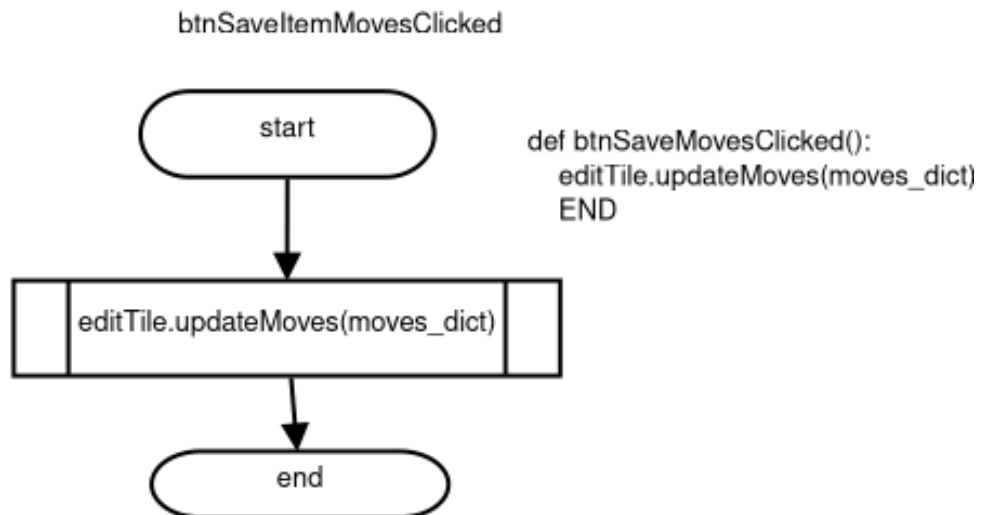 btnSaveItemMovesClicked
start
def btnSaveMovesClicked():
editTile.updateMoves(moves_dict)
END
editTile.updateMoves(moves_dict)
end